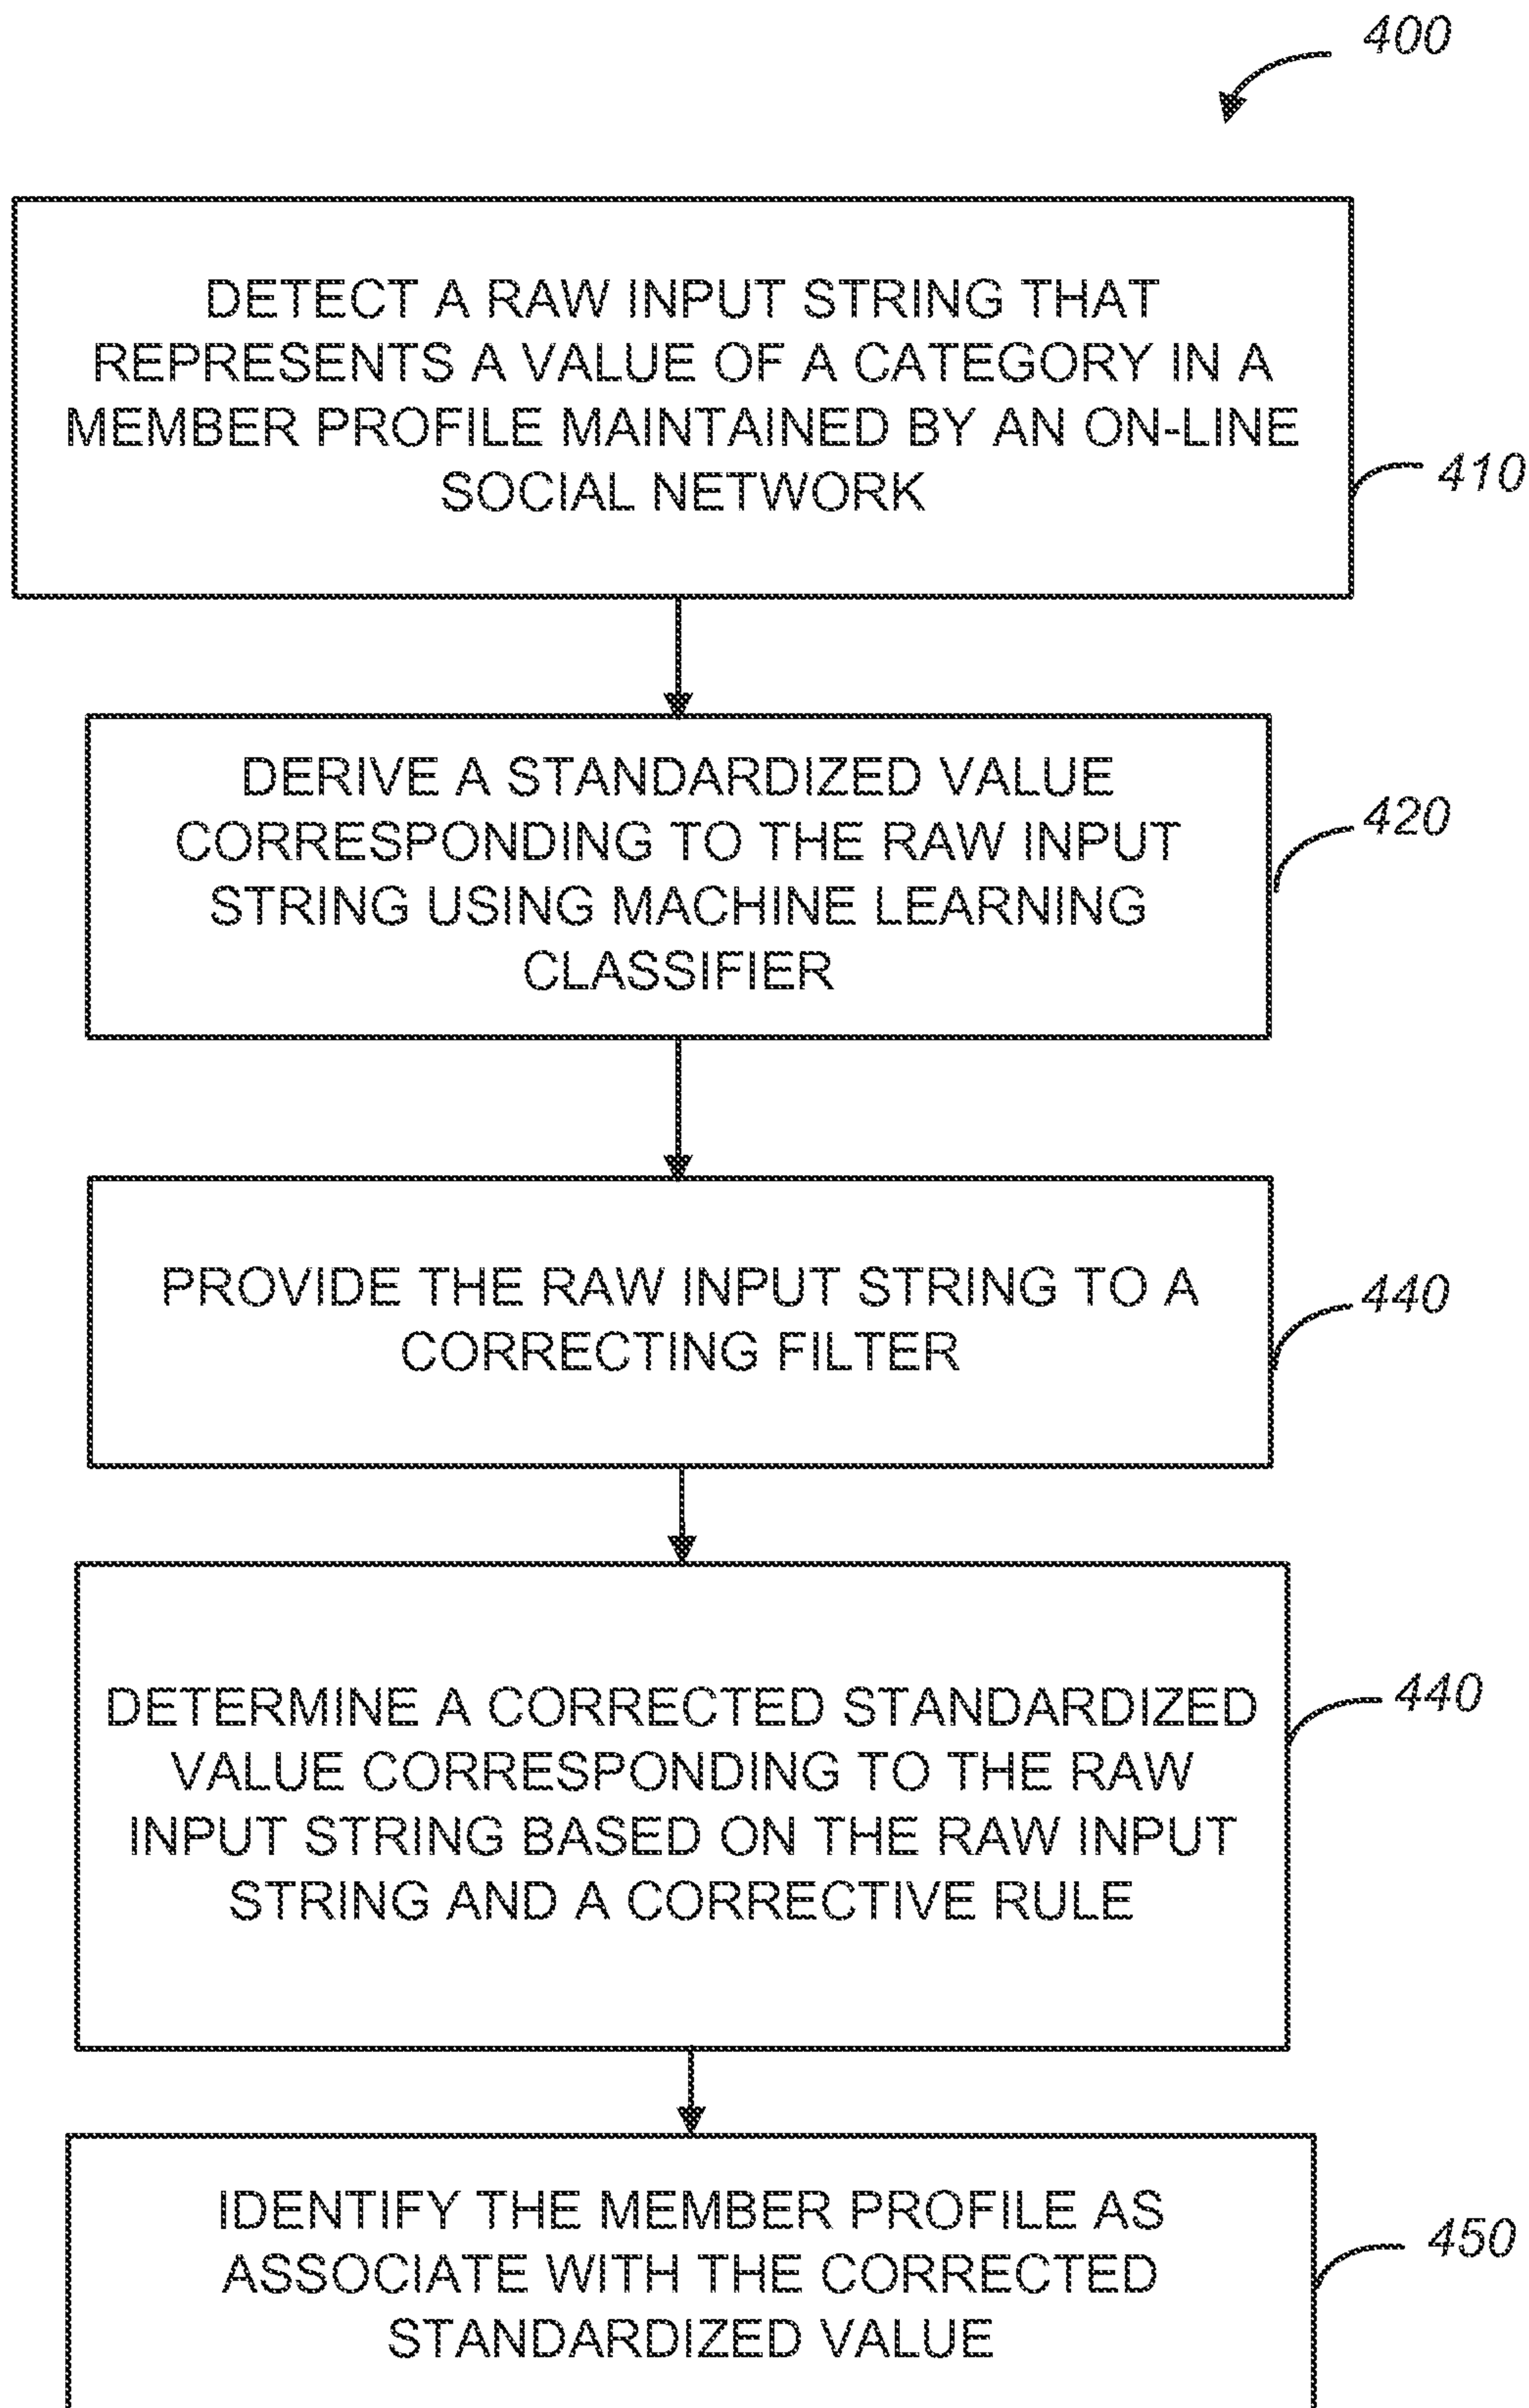 400
DETECT A RAW INPUT STRING THAT
REPRESENTS A VALUE OF A CATEGORY IN A
MEMBER PROFILE MAINTAINED BY AN ON-LINE
SOCIAL NETWORK
410
DERIVE A STANDARDIZED VALUE
CORRESPONDING TO THE RAW INPUT
STRING USING MACHINE LEARNING
CLASSIFIER
420
PROVIDE THE RAW INPUT STRING TO A
CORRECTING FILTER
440
DETERMINE A CORRECTED STANDARDIZED
VALUE CORRESPONDING TO THE RAW
INPUT STRING BASED ON THE RAW INPUT
STRING AND A CORRECTIVE RULE
440
IDENTIFY THE MEMBER PROFILE AS
ASSOCIATE WITH THE CORRECTED
STANDARDIZED VALUE
450